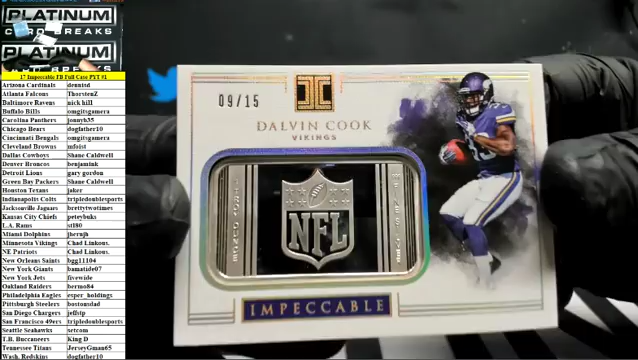 PLATINUM
CARD BREAKS
PLATINUM
17 Impeccable FB Full Case PYT #1
Arizona Cardinals dennisd
Atlanta Falcons ThorstenZ
Baltimore Ravens nick hill
Buffalo Bills omgitsgamera
Carolina Panthers jonnyb35
Chicago Bears dogfather10
Cincinnati Bengals omgitsgamera
Cleveland Browns infoist
Dallas Cowboys Shane Caldwell
Denver Broncos benjamink
Detroit Lions gary gordon
Green Bay Packers Shane Caldwell
Houston Texans jaker
Indianapolis Colts tripledoublesports
Jacksonville Jaguars brettytwotimes
Kansas City Chiefs peteybuks
L.A. Rams stl80
Miami Dolphins jhernjh
Minnesota Vikings Chad Linkous.
NE Patriots Chad Linkous.
New Orleans Saints bgg11104
New York Giants bamatide07
New York Jets fivewide
Oakland Raiders bermo84
Philadelphia Eagles esper_holdings
Pittsburgh Steelers bostonsdad
San Diego Chargers jeffstp
San Francisco 49ers tripledoublesports
Seattle Seahawks setcom
T.B. Buccaneers King D
Tennessee Titans JerseyGman65
Wash. Redskins dogfather10
09/15
DALVIN COOK
VIKINGS
NFL
IMPECCABLE